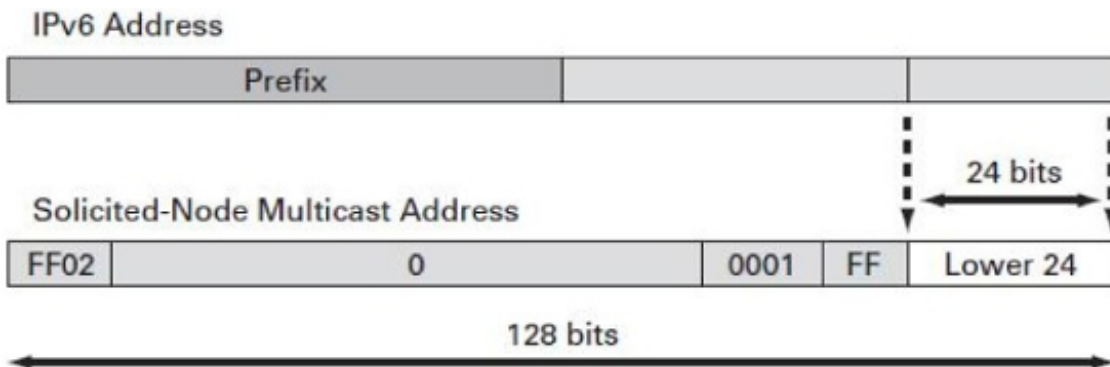 IPv6 Address
Prefix
24 bits
Solicited-Node Multicast Address
FF02 0 0001 FF Lower 24
128 bits